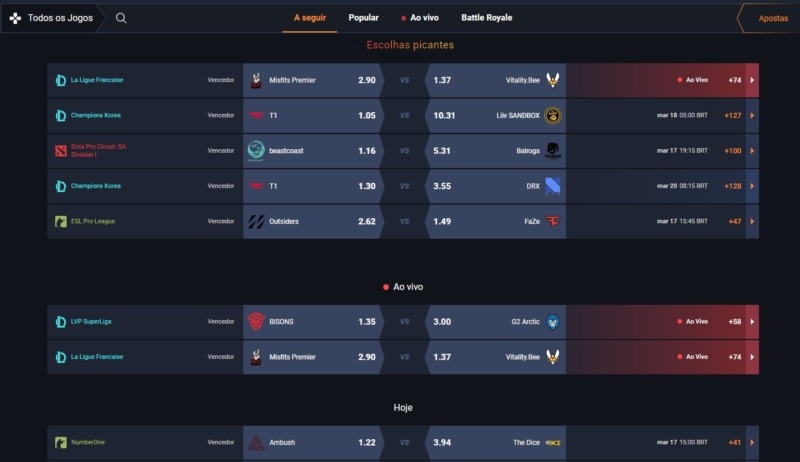 Todos os Jogos A seguir Popular Ao vivo Battle Royale Apostas
Escolhas picantes
La Ligue Francaise Vencedor Misfits Premier 2.90 VS 1.37 Vitality.Bee Ao Vivo +74
Champions Korea Vencedor T1 1.05 VS 10.31 Liiv SANDBOX mar 18 05:00 BRT +127
Dota Pro Circuit: SA
Division I Vencedor beastcoast 1.16 VS 5.31 Balrogs mar 17 19:15 BRT +100
Champions Korea Vencedor T1 1.30 VS 3.55 DRX mar 20 08:15 BRT +128
ESL Pro League Vencedor Outsiders 2.62 VS 1.49 FaZe mar 17 15:45 BRT +47
Ao vivo
LVP SuperLiga Vencedor BISONS 1.35 VS 3.00 G2 Arctic Ao Vivo +58
La Ligue Francaise Vencedor Misfits Premier 2.90 VS 1.37 Vitality.Bee Ao Vivo +74
Hoje
NumberOne Vencedor Ambush 1.22 VS 3.94 The Dice mar 17 15:00 BRT +41